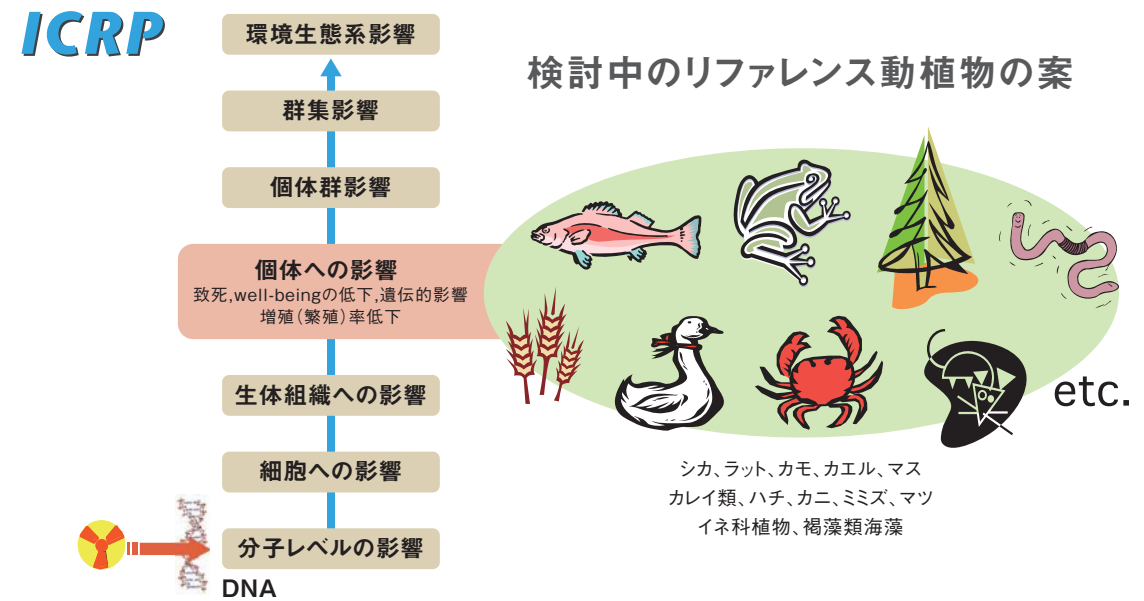 ICRP
環境生態系影響
群集影響
個体群影響
個体への影響
致死,well-beingの低下,遺伝的影響
増殖(繁殖)率低下
生体組織への影響
細胞への影響
分子レベルの影響
DNA
検討中のリファレンス動植物の案
etc.
シカ、ラット、カモ、カエル、マス
カレイ類、ハチ、カニ、ミミズ、マツ
イネ科植物、褐藻類海藻